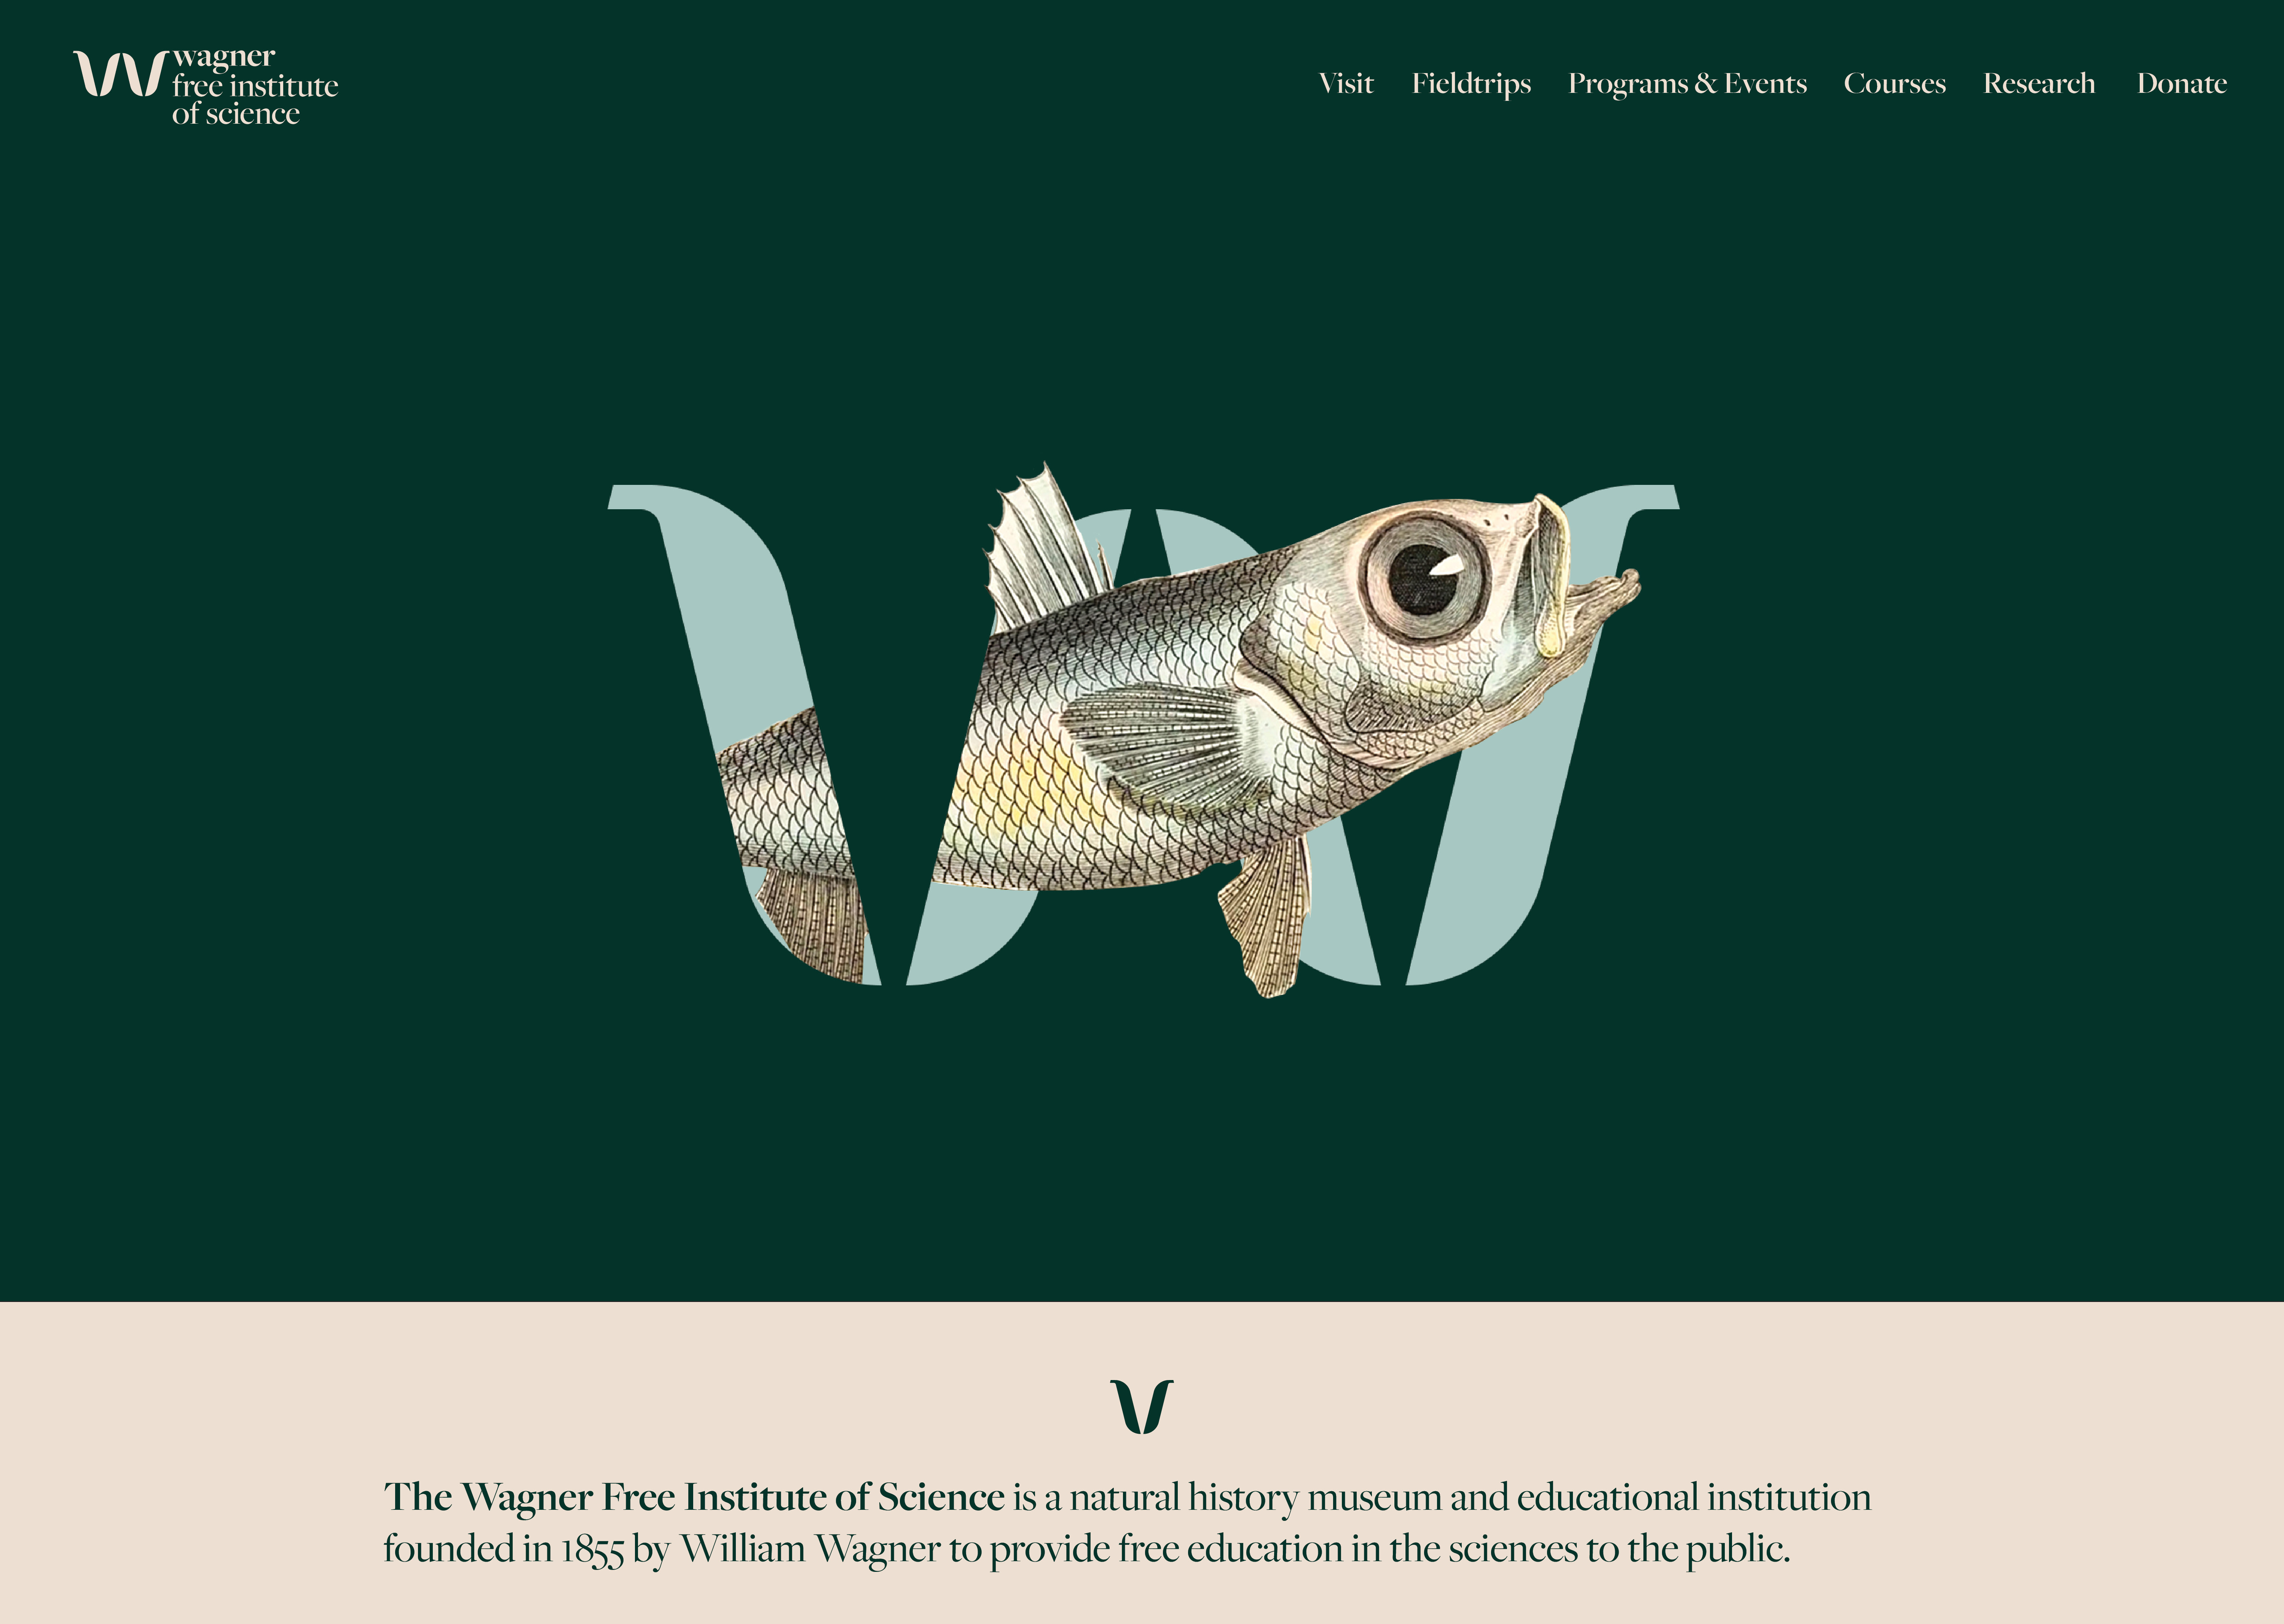 wagner
free institute
of science
Visit Fieldtrips Programs & Events Courses Research Donate
W
The Wagner Free Institute of Science is a natural history museum and educational institution
founded in 1855 by William Wagner to provide free education in the sciences to the public.